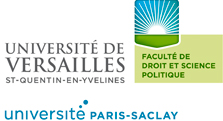 UNIVERSITÉ DE
VERSAILLES
ST-QUENTIN-EN-YVELINES
FACULTÉ DE
DROIT ET SCIENCE
POLITIQUE
université PARIS-SACLAY